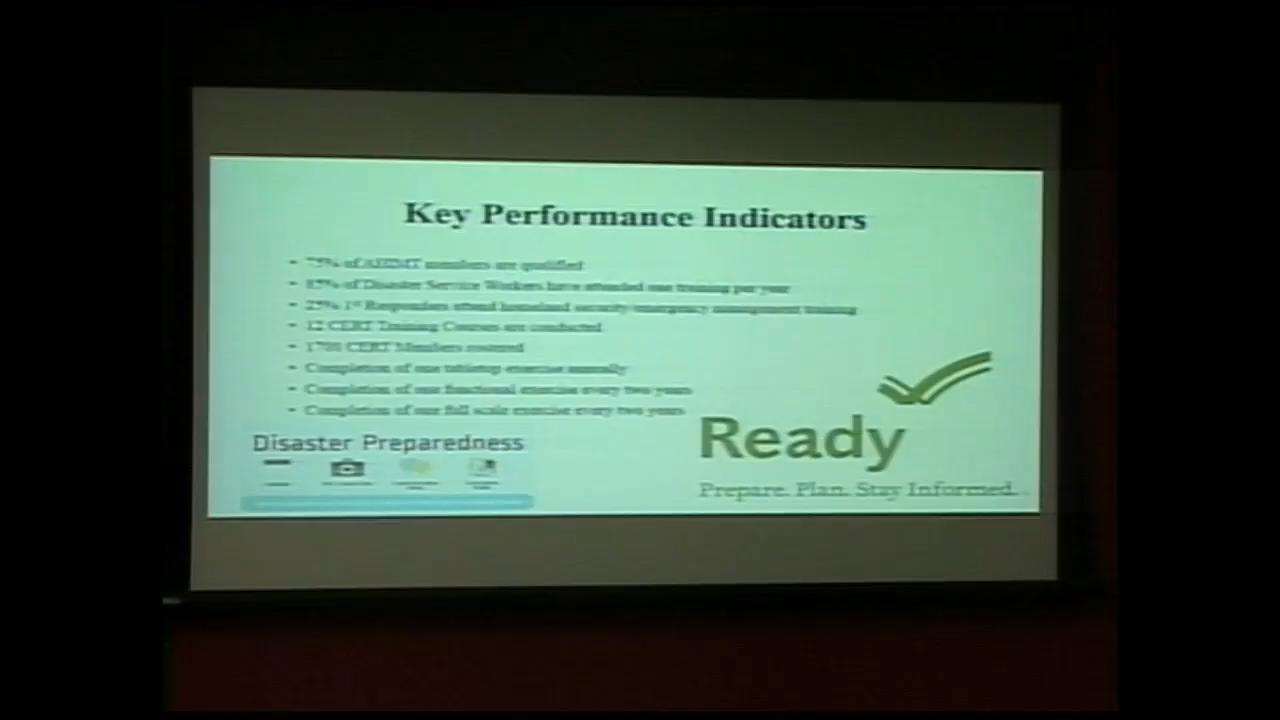 Key Performance Indicators
• 75% of AHIMT members are qualified
• 85% of Disaster Service Workers have attended one training per year
• 25% 1st Responders attend homeland security/emergency management training
• 12 CERT Training Courses are conducted
• 1700 CERT Members rostered
• Completion of one tabletop exercise annually
• Completion of one functional exercise every two years
• Completion of one full scale exercise every two years
Disaster Preparedness
Ready
Prepare. Plan. Stay Informed.